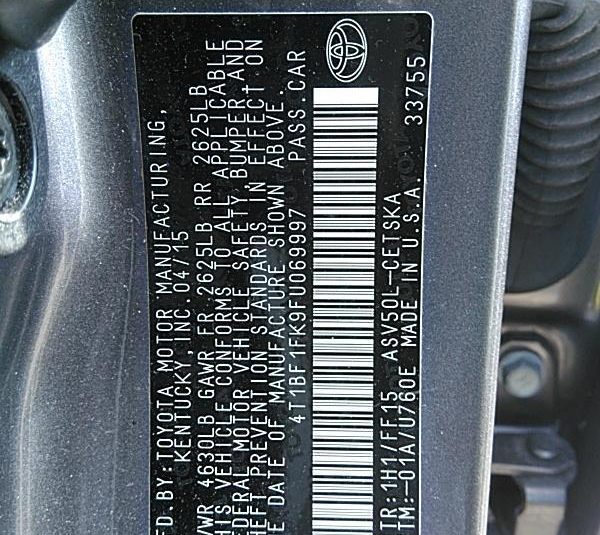 MFD.BY:TOYOTA MOTOR MANUFACTURING,
KENTUCKY, INC. 04/15
GVWR 4630LB GAWR FR 2625LB RR 2625LB
THIS VEHICLE CONFORMS TO ALL APPLICABLE
FEDERAL MOTOR VEHICLE SAFETY, BUMPER AND
THEFT PREVENTION STANDARDS IN EFFECT ON
THE DATE OF MANUFACTURE SHOWN ABOVE.
4T1BF1FK9FU069997 PASS.CAR
TR:1H1/FF15 ASV50L-CETSKA
TM:-01A/U760E MADE IN U.S.A. 33755